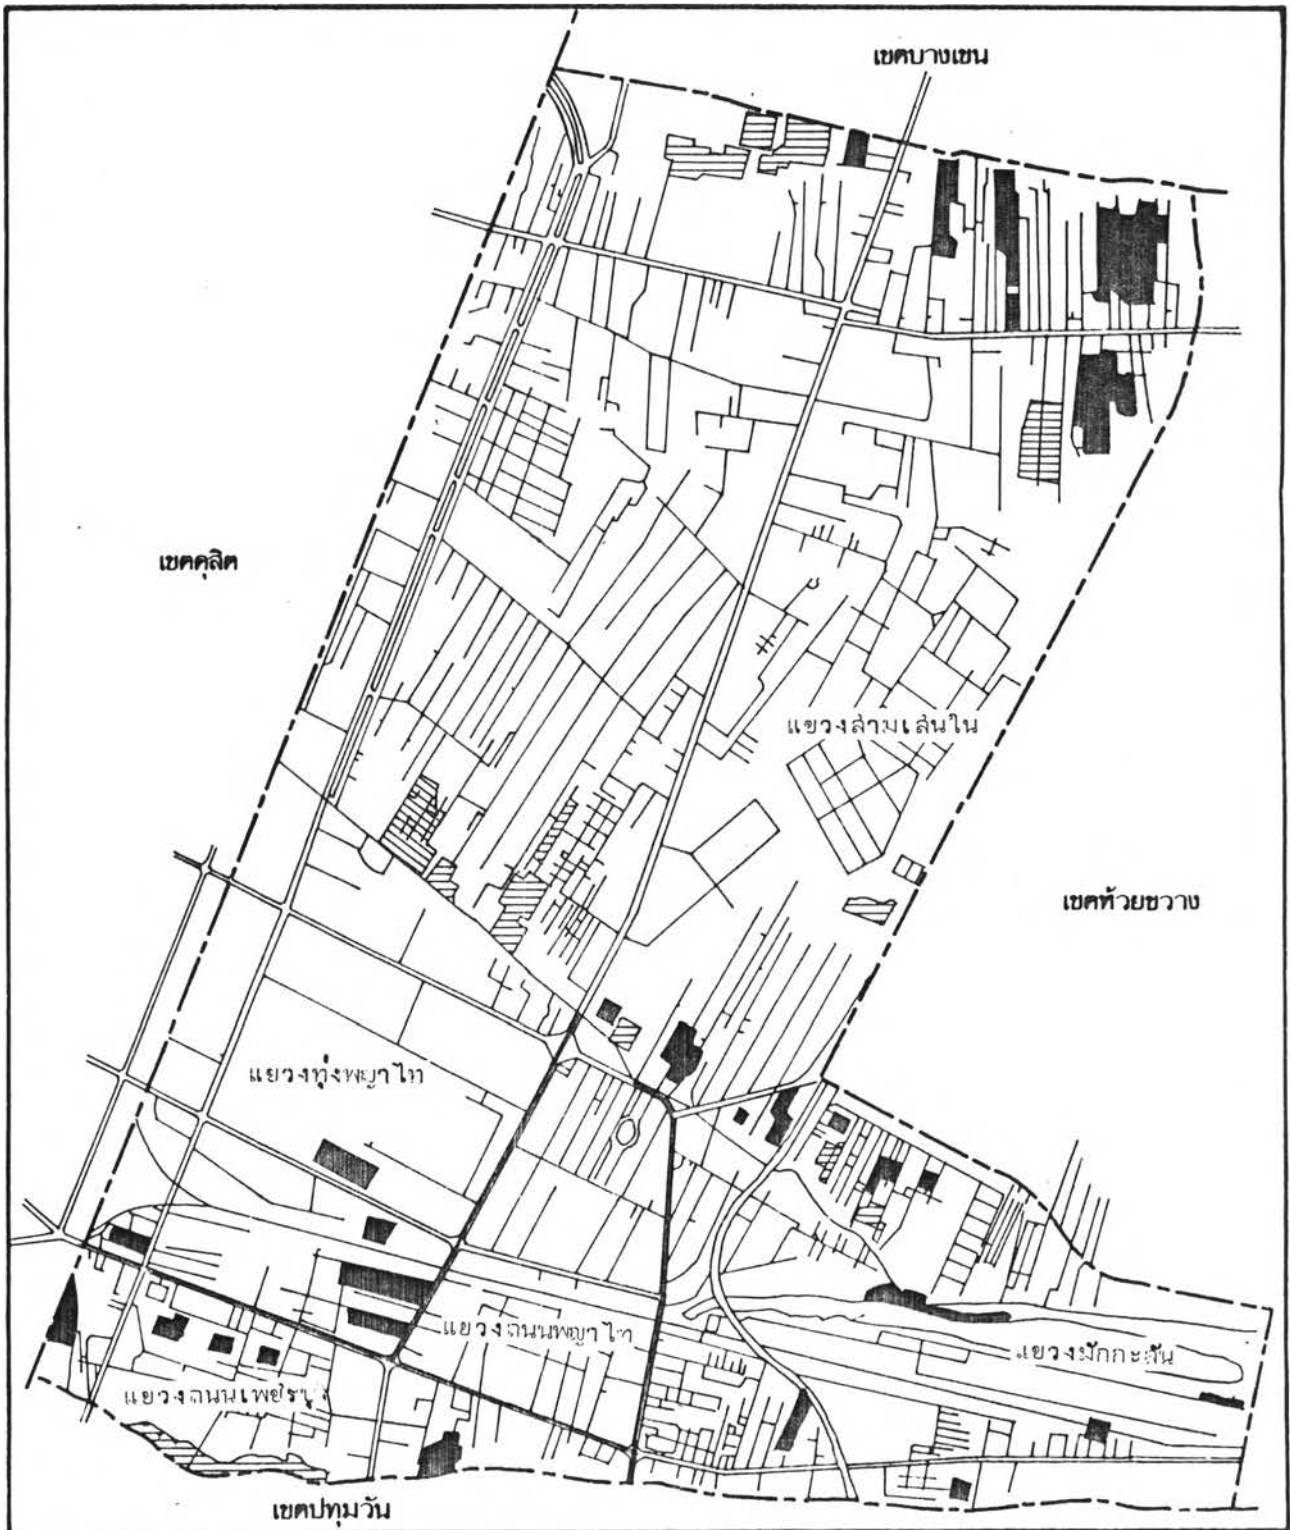 เขตบางเขน
เขตดุสิต
แขวงสามเสนใน
เขตห้วยขวาง
แขวงทุ่งพญาไท
แขวงถนนพญาไท
แขวงมักกะสัน
แขวงถนนเพชรบุรี
เขตปทุมวัน